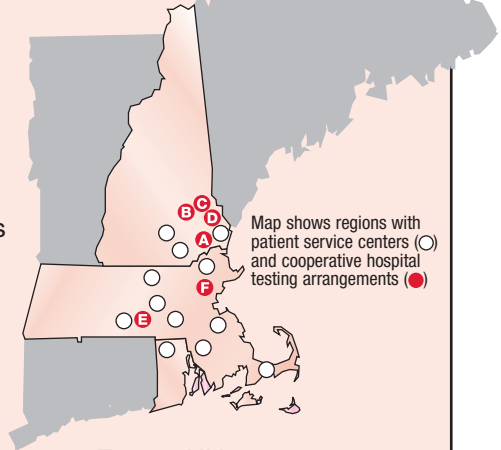 C
B
D
s
A
Map shows regions with
patient service centers (○)
and cooperative hospital
testing arrangements (●)
F
E